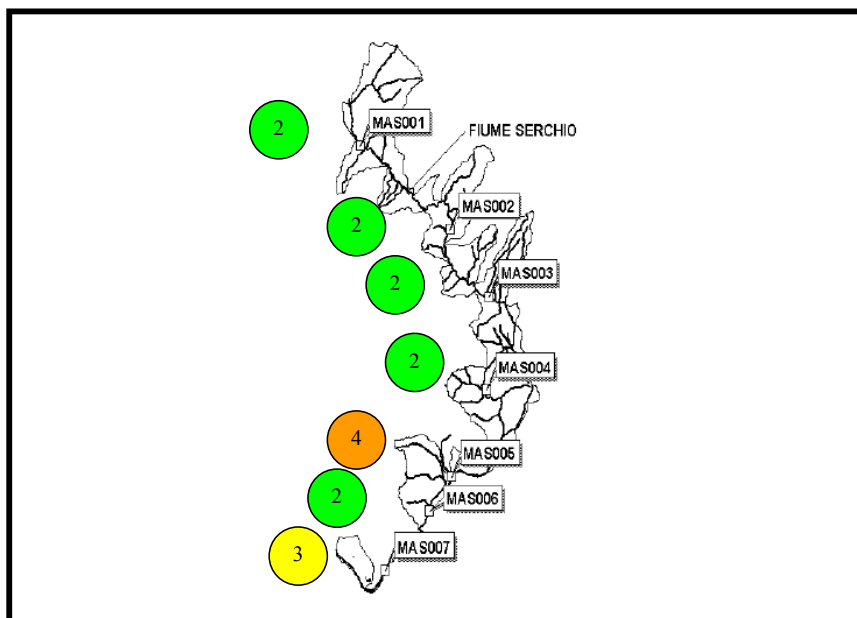 2
MAS001
FIUME SERCHIO
2
MAS002
2
MAS003
2
MAS004
4
MAS005
2
MAS006
3
MAS007